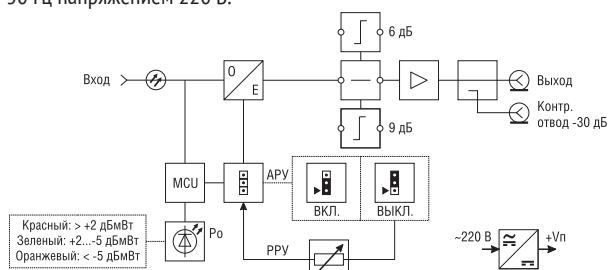 50 Гц напряжением 220 В.
6 дБ
Вход
O
E
Выход
Контр.
отвод -30 дБ
9 дБ
MCU
АРУ
ВКЛ.
ВЫКЛ.
Красный: > +2 дБмВт
Зеленый: +2...-5 дБмВт
Оранжевый: < -5 дБмВт
Po
РРУ
~220 В
+Vп